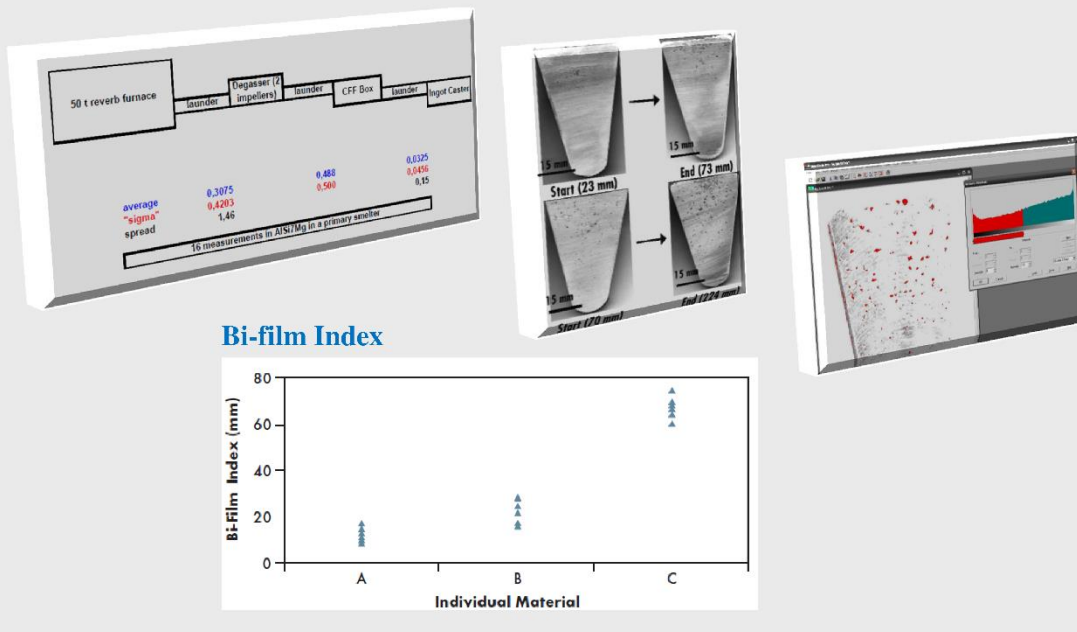 50 t reverb furnace
launder
Degasser (2
impellers)
launder
CFF Box
launder
Ingot Caster
0,3075
0,488
0,0325
0,4203
0,500
0,0456
1,46
0,15
average
"sigma"
spread
16 measurements in AlSi7Mg in a primary smelter
15 mm
15 mm
Start (23 mm)
End (73 mm)
15 mm
15 mm
Start (70 mm)
End (224 mm)
Bi-film Index
Bi-Film Index (mm)
80
60
40
20
0
A
B
C
Individual Material